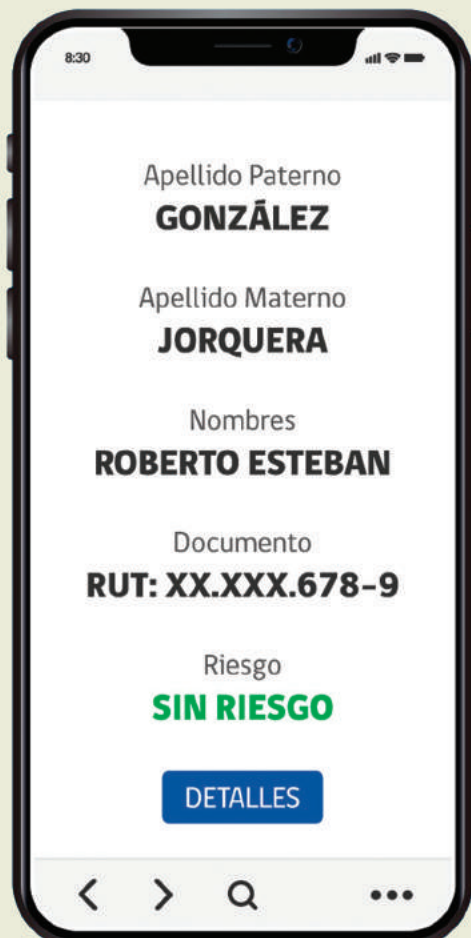 8:30
Apellido Paterno
GONZÁLEZ
Apellido Materno
JORQUERA
Nombres
ROBERTO ESTEBAN
Documento
RUT: XX.XXX.678-9
Riesgo
SIN RIESGO
DETALLES